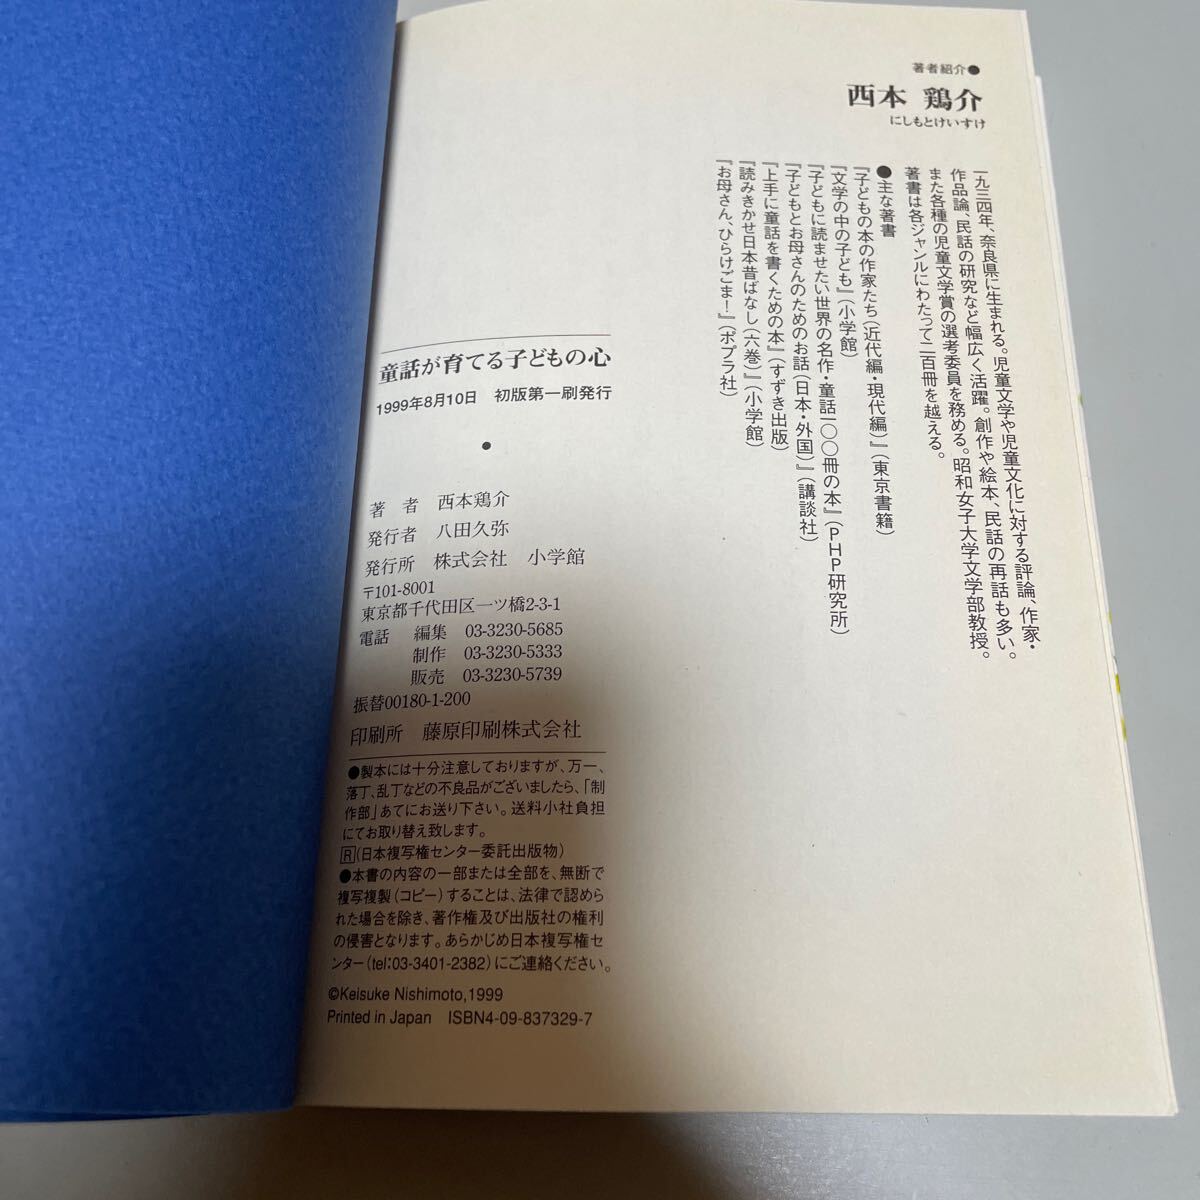 著者紹介●
西本 鶏介
にしもとけいすけ
一九三四年、奈良県に生まれる。児童文学や児童文化に対する評論、作家・
作品論、民話の研究など幅広く活躍。創作や絵本、民話の再話も多い。
また各種の児童文学賞の選考委員を務める。昭和女子大学文学部教授。
著書は各ジャンルにわたって二百冊を越える。
●主な著書
『子どもの本の作家たち(近代編・現代編)』(東京書籍)
『文学の中の子ども』(小学館)
『子どもに読ませたい世界の名作・童話一〇〇冊の本』(PHP研究所)
『子どもとお母さんのためのお話(日本・外国)』(講談社)
『上手に童話を書くための本』(すずき出版)
『読みきかせ日本昔ばなし(六巻)』(小学館)
『お母さん、ひらけごま!』(ポプラ社)
童話が育てる子どもの心
1999年8月10日 初版第一刷発行
●
著 者 西本鶏介
発行者 八田久弥
発行所 株式会社 小学館
〒101-8001
東京都千代田区一ツ橋2-3-1
電話 編集 03-3230-5685
制作 03-3230-5333
販売 03-3230-5739
振替00180-1-200
印刷所 藤原印刷株式会社
●製本には十分注意しておりますが、万一、
落丁、乱丁などの不良品がございましたら、「制
作部」あてにお送り下さい。送料小社負担
にてお取り替え致します。
R(日本複写権センター委託出版物)
●本書の内容の一部または全部を、無断で
複写複製(コピー)することは、法律で認めら
れた場合を除き、著作権及び出版社の権利
の侵害となります。あらかじめ日本複写権セ
ンター(tel:03-3401-2382)にご連絡ください。
©Keisuke Nishimoto,1999
Printed in Japan ISBN4-09-837329-7